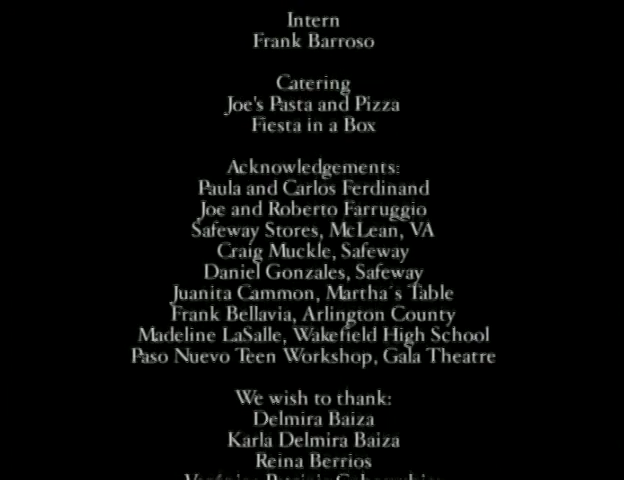 Intern
Frank Barroso
Catering
Joe's Pasta and Pizza
Fiesta in a Box
Acknowledgements:
Paula and Carlos Ferdinand
Joe and Roberto Farruggio
Safeway Stores, McLean, VA
Craig Muckle, Safeway
Daniel Gonzales, Safeway
Juanita Cammon, Martha´s Table
Frank Bellavia, Arlington County
Madeline LaSalle, Wakefield High School
Paso Nuevo Teen Workshop, Gala Theatre
We wish to thank:
Delmira Baiza
Karla Delmira Baiza
Reina Berrios